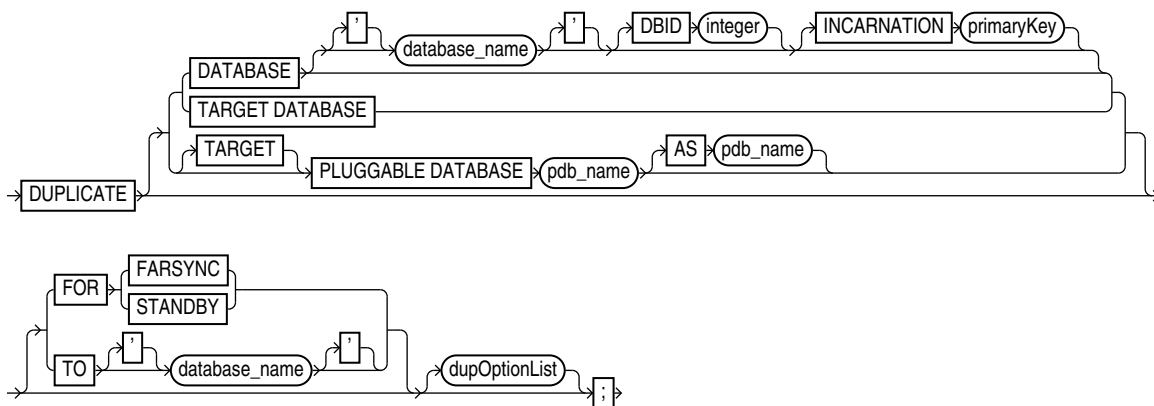 ' database_name ' DBID integer INCARNATION primaryKey
DATABASE
TARGET DATABASE
TARGET
PLUGGABLE DATABASE pdb_name AS pdb_name
DUPLICATE
FOR FARSYNC
STANDBY
TO ' database_name ' dupOptionList
;